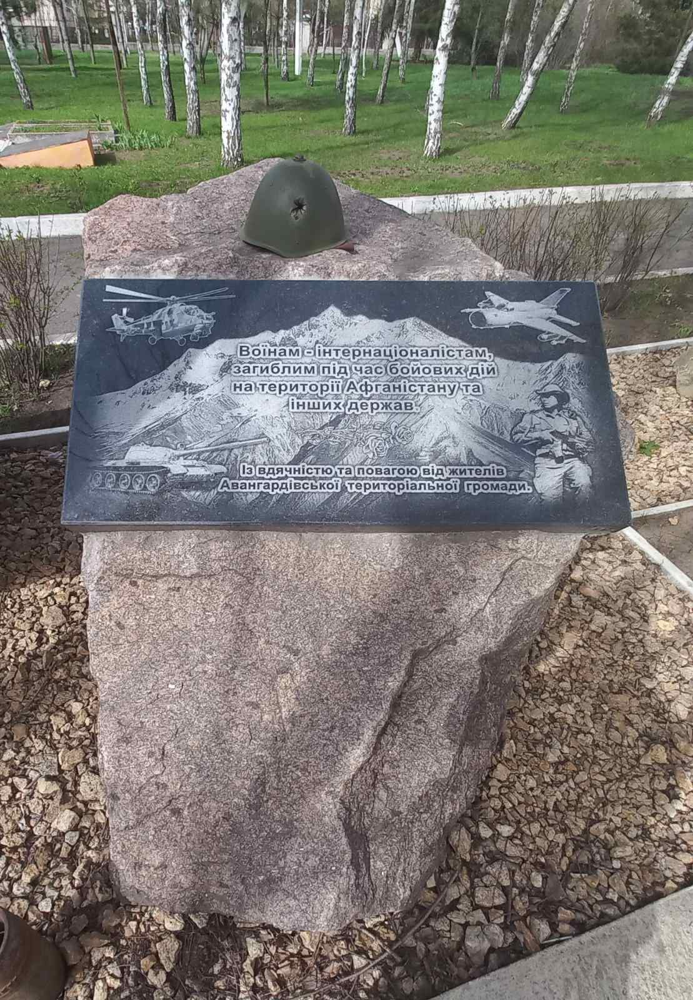 Воїнам - інтернаціоналістам,
загиблим під час бойових дій
на території Афганістану та
інших держав.
Із вдячністю та повагою від жителів
Авангардівської територіальної громади.